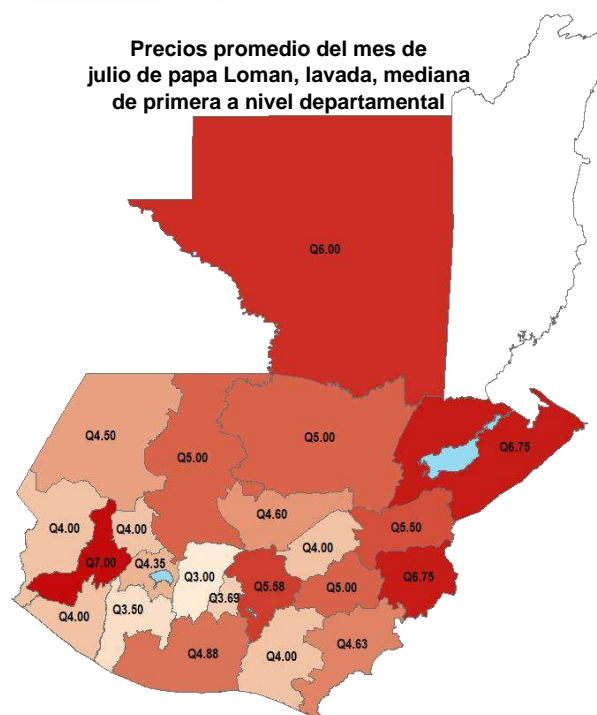 Precios promedio del mes de
julio de papa Loman, lavada, mediana
de primera a nivel departamental
Q6.00
Q4.50
Q5.00
Q5.00
Q6.75
Q4.60
Q5.50
Q4.00
Q4.00
Q4.00
Q7.00
Q4.35
Q3.00
Q5.58
Q5.00
Q6.75
Q3.69
Q4.00
Q3.50
Q4.88
Q4.00
Q4.63